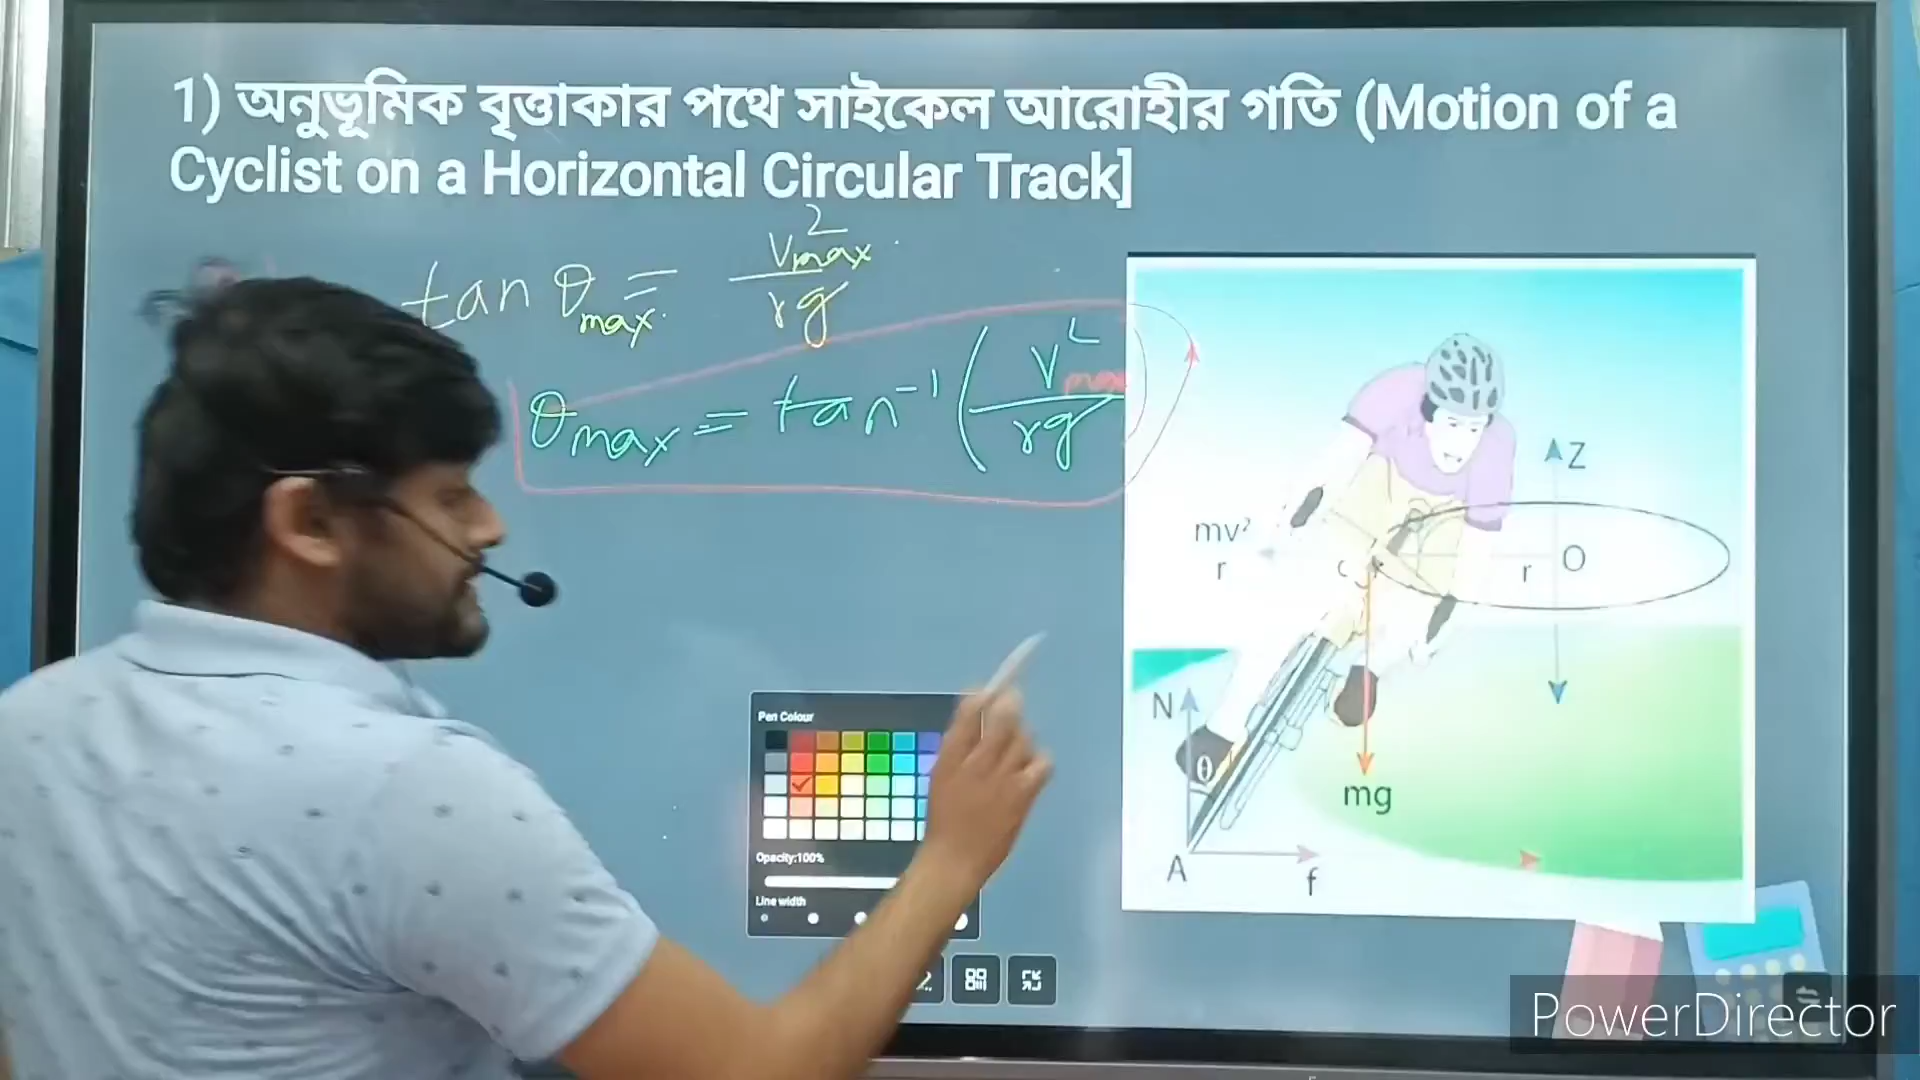 1) অনুভূমিক বৃত্তাকার পথে সাইকেল আরোহীর গতি (Motion of a
Cyclist on a Horizontal Circular Track]
tan θmax = v²max / rg
θmax = tan⁻¹ (v²max / rg)
Z
mv²
r
C
r
O
N
θ
mg
A
f
Pen Colour
Opacity:100%
Line width
PowerDirector